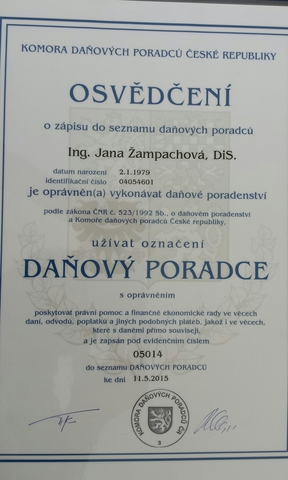 KOMORA DAŇOVÝCH PORADCŮ ČESKÉ REPUBLIKY
OSVĚDČENÍ
o zápisu do seznamu daňových poradců
Ing. Jana Žampachová, DiS.
datum narození 2.1.1979
identifikační číslo 04054601
je oprávněn(a) vykonávat daňové poradenství
podle zákona ČNR č. 523/1992 Sb., o daňovém poradenství
a Komoře daňových poradců České republiky,
užívat označení
DAŇOVÝ PORADCE
s oprávněním
poskytovat právní pomoc a finančně ekonomické rady ve věcech
daní, odvodů, poplatků a jiných podobných plateb, jakož i ve věcech,
které s daněmi přímo souvisejí,
a je zapsán pod evidenčním číslem
05014
do seznamu DAŇOVÝCH PORADCŮ
ke dni 11.5.2015
KOMORA DAŇOVÝCH PORADCŮ ČR
3